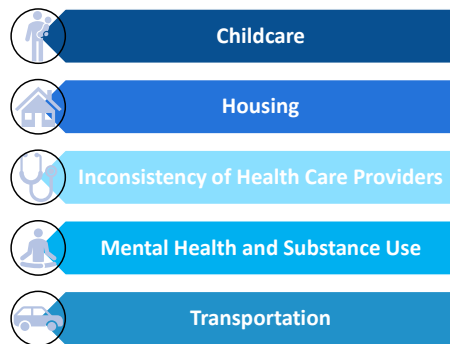 Childcare
Housing
Inconsistency of Health Care Providers
Mental Health and Substance Use
Transportation